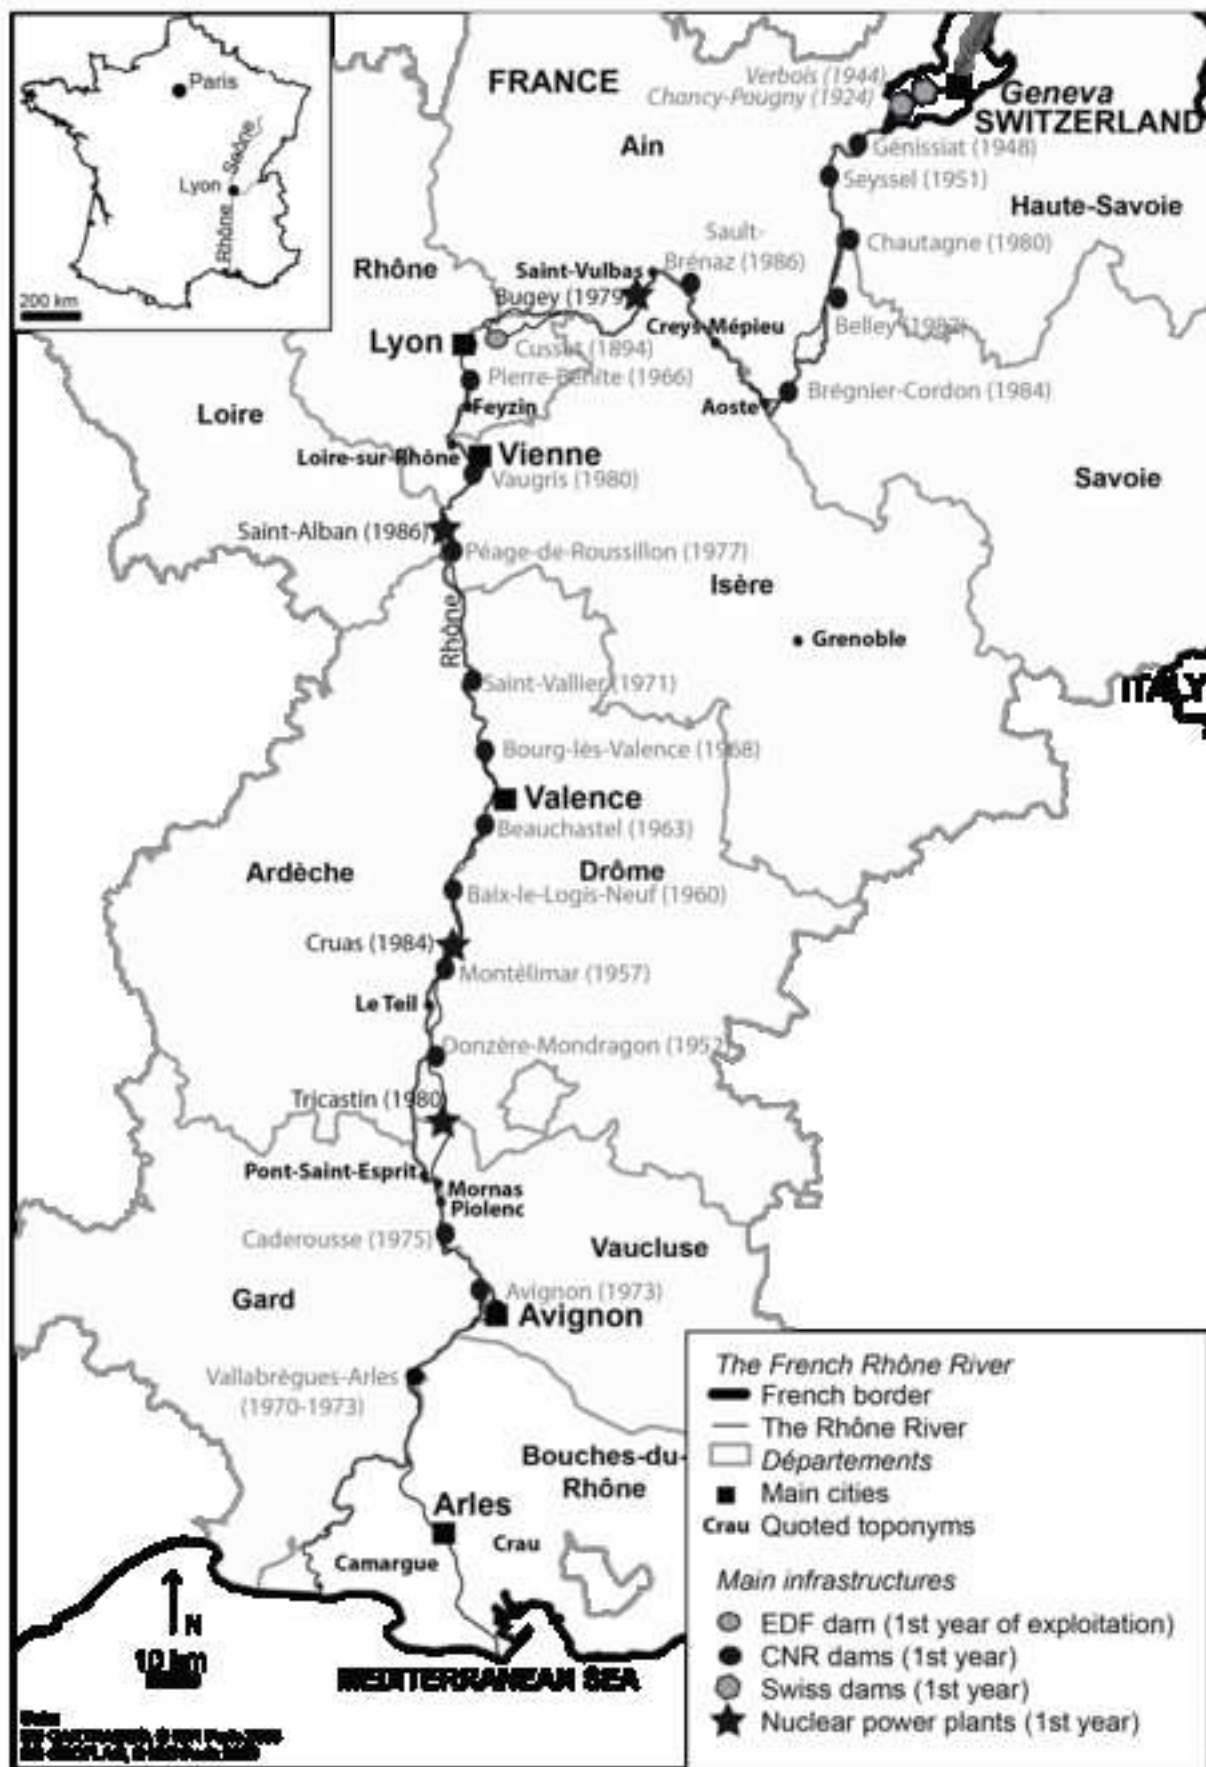 Paris
Saône
Lyon
Rhône
200 km
FRANCE
Verbois (1944)
Chancy-Pougny (1924)
Geneva
SWITZERLAND
Ain
Génissiat (1948)
Seyssel (1951)
Haute-Savoie
Chautagne (1980)
Sault-
Brénaz (1986)
Rhône
Saint-Vulbas
Bugey (1979)
Creys-Mépieu
Belley
Lyon
Cusset (1894)
Pierre-Bénite (1966)
Brégnier-Cordon (1984)
Feyzin
Aoste
Loire
Loire-sur-Rhône
Vienne
Vaugris (1980)
Savoie
Saint-Alban (1986)
Péage-de-Roussillon (1977)
Isère
Rhône
Grenoble
Saint-Vallier (1971)
ITALY
Bourg-lès-Valence (1968)
Valence
Beauchastel (1963)
Ardèche
Drôme
Baix-le-Logis-Neuf (1960)
Cruas (1984)
Montélimar (1957)
Le Teil
Donzère-Mondragon (1952)
Tricastin (1980)
Pont-Saint-Esprit
Mornas
Piolenc
Caderousse (1975)
Vaucluse
Gard
Avignon (1973)
Avignon
Vallabrègues-Arles
(1970-1973)
Bouches-du-
Rhône
Arles
Crau
Camargue
N
10 km
MEDITERRANEAN SEA
The French Rhône River
French border
The Rhône River
Départements
Main cities
Crau Quoted toponyms
Main infrastructures
EDF dam (1st year of exploitation)
CNR dams (1st year)
Swiss dams (1st year)
Nuclear power plants (1st year)